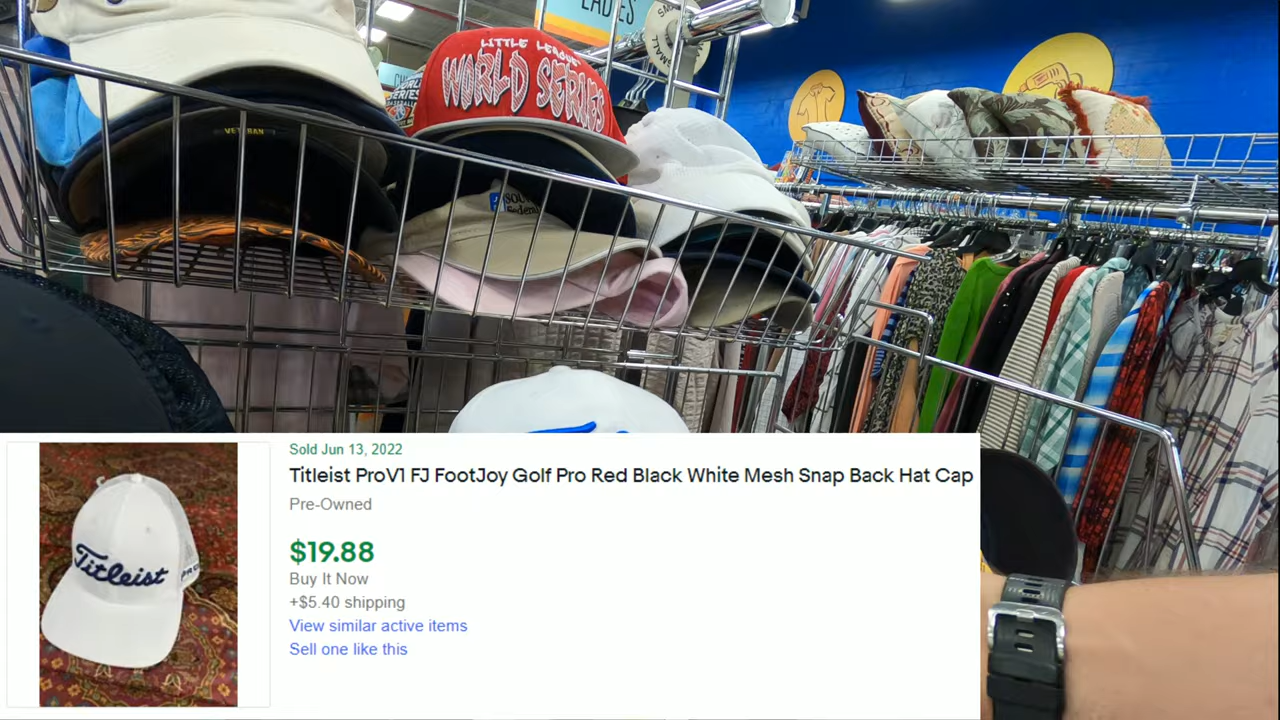 LADIES
LITTLE LEAGUE
WORLD SERIES
VETERAN
Sold Jun 13, 2022
Titleist ProV1 FJ FootJoy Golf Pro Red Black White Mesh Snap Back Hat Cap
Pre-Owned
$19.88
Buy It Now
+$5.40 shipping
View similar active items
Sell one like this
Titleist